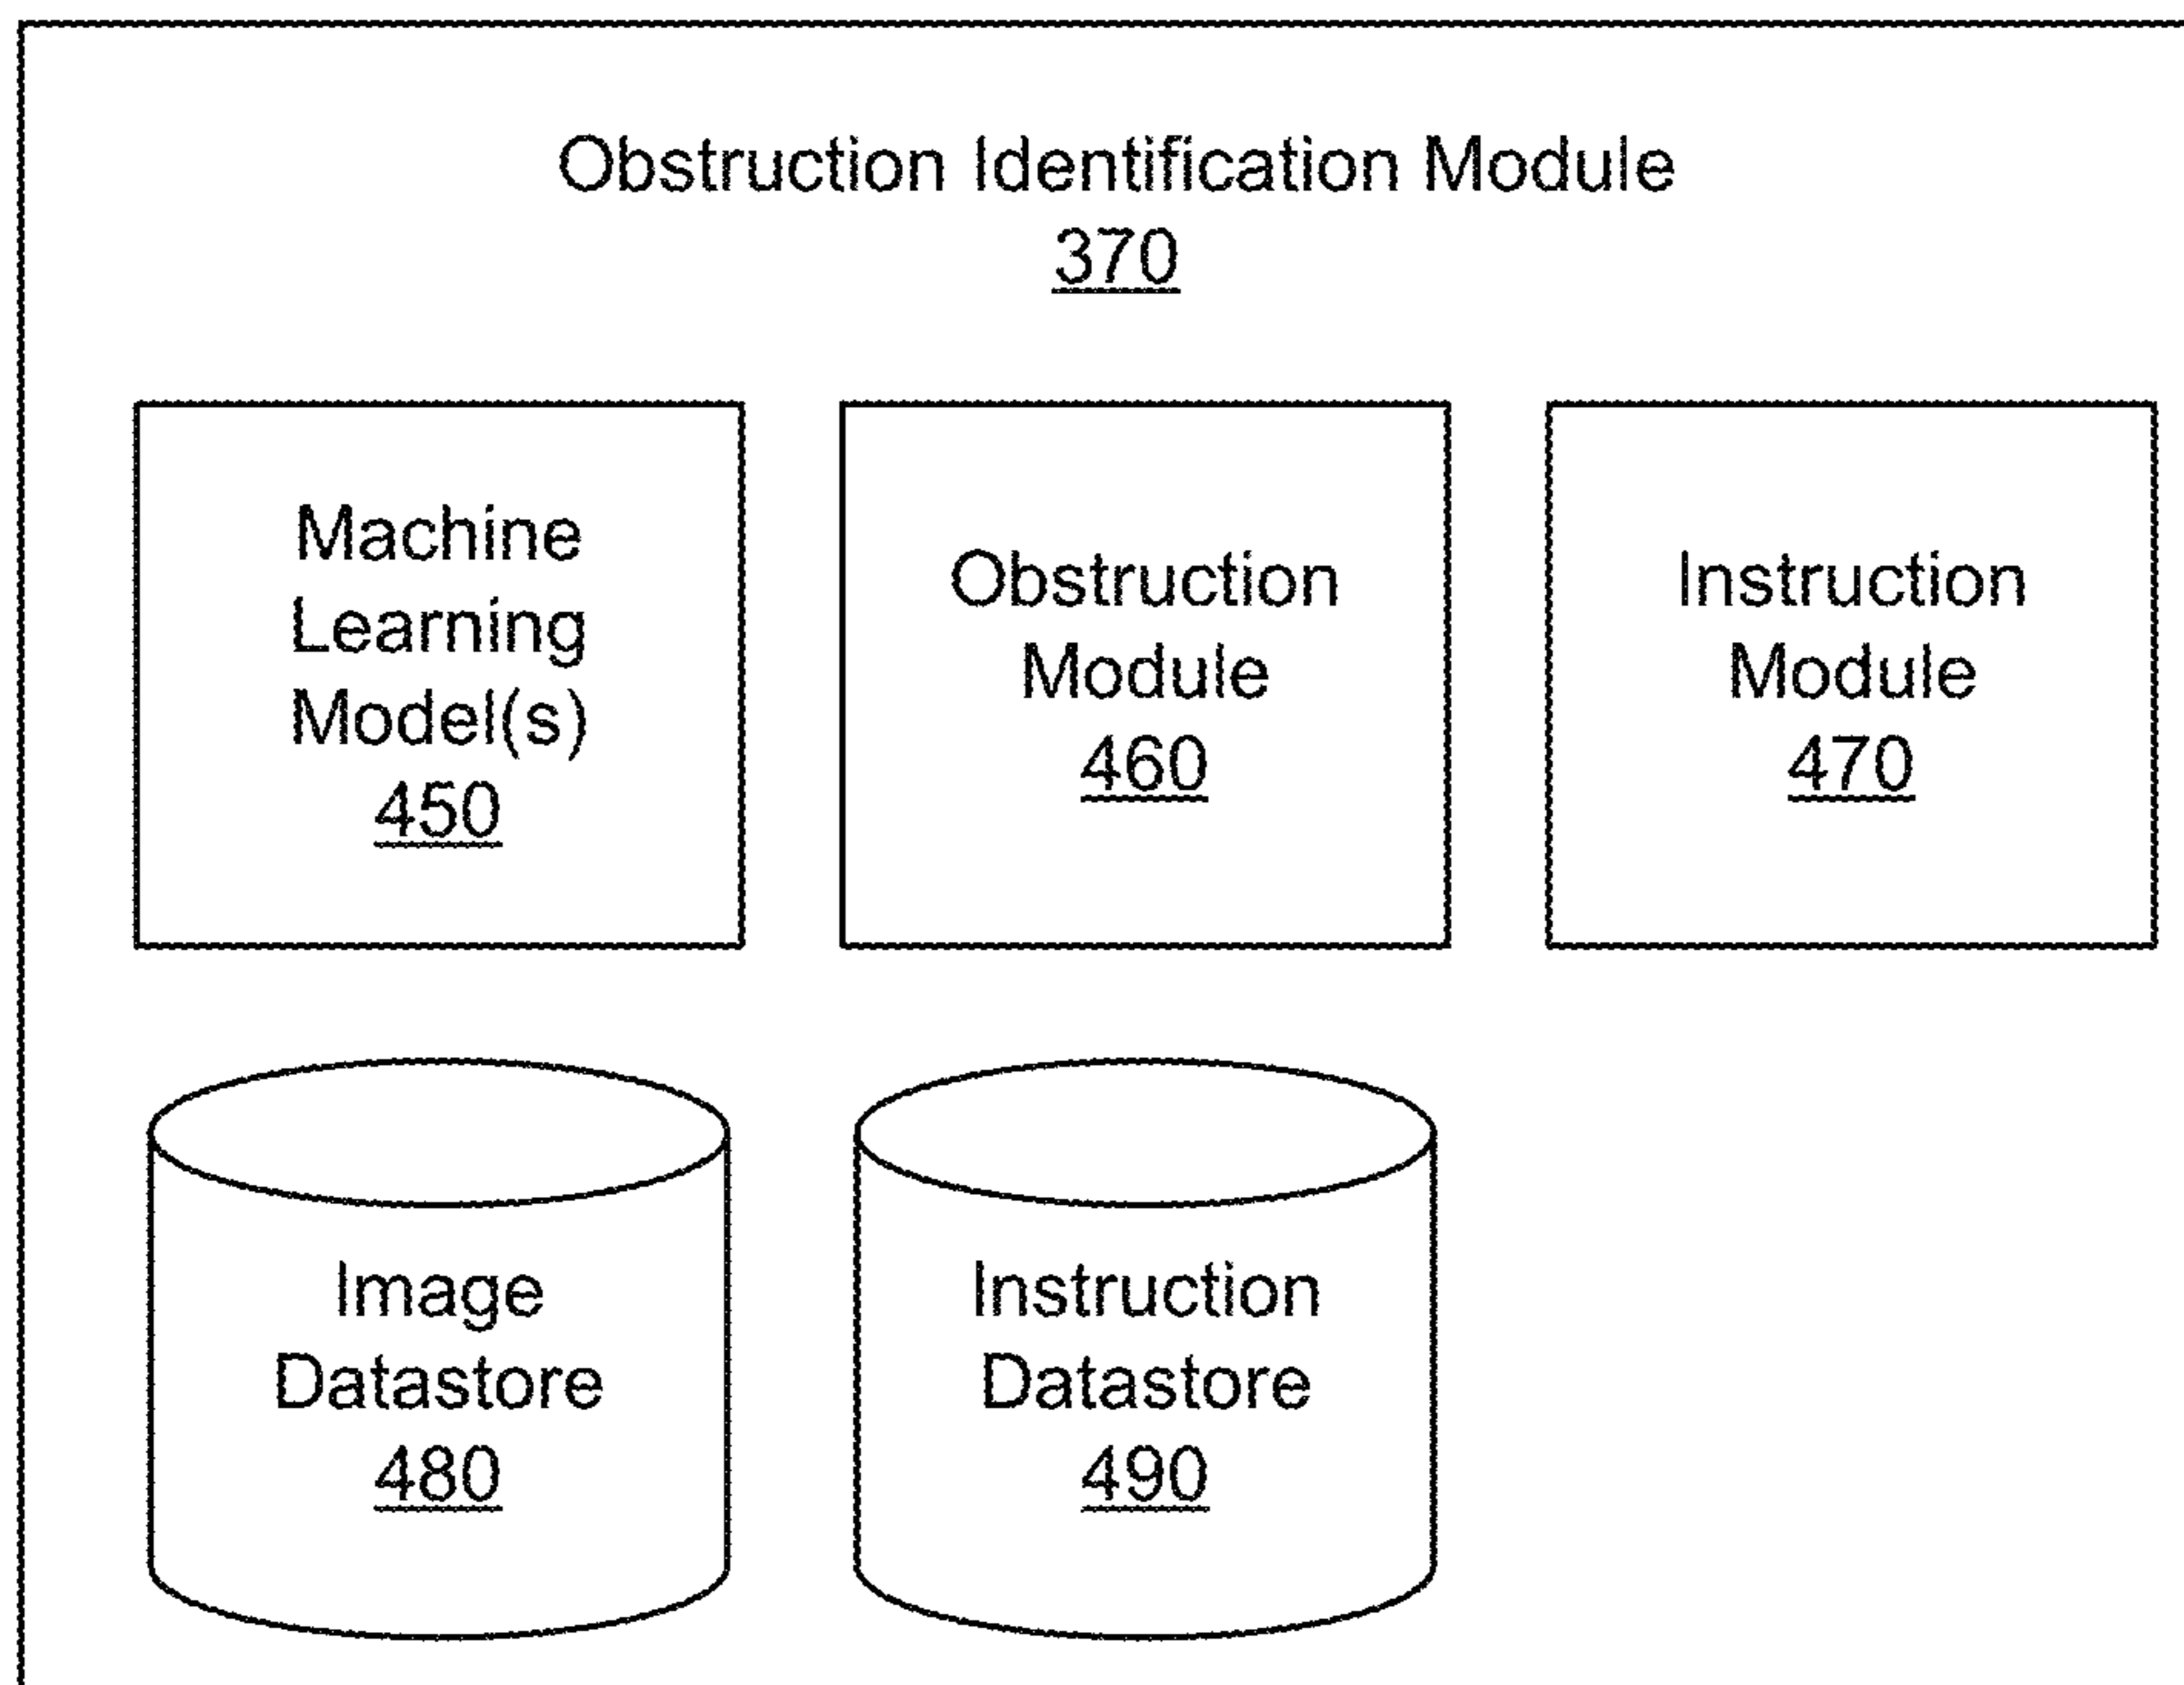 Obstruction Identification Module
370
Machine
Learning
Model(s)
450
Obstruction
Module
460
Instruction
Module
470
Image
Datastore
480
Instruction
Datastore
490